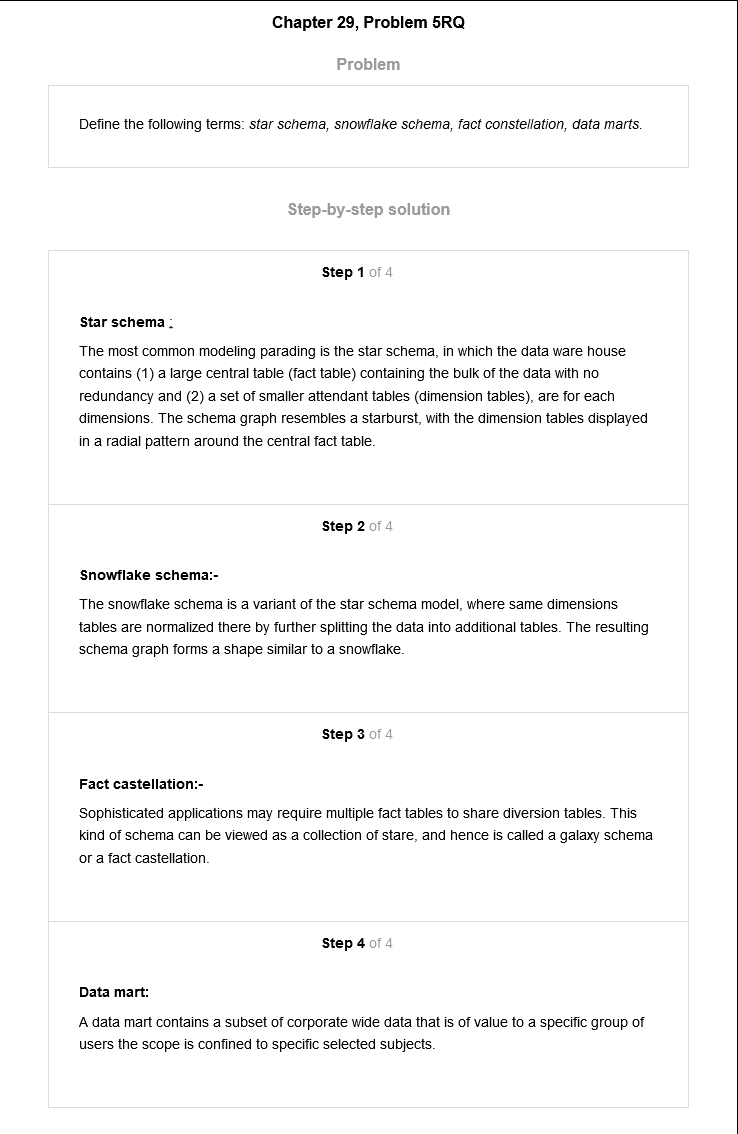 Chapter 29, Problem 5RQ
Problem
Define the following terms: star schema, snowflake schema, fact constellation, data marts.
Step-by-step solution
Step 1 of 4
Star schema :
The most common modeling parading is the star schema, in which the data ware house
contains (1) a large central table (fact table) containing the bulk of the data with no
redundancy and (2) a set of smaller attendant tables (dimension tables), are for each
dimensions. The schema graph resembles a starburst, with the dimension tables displayed
in a radial pattern around the central fact table.
Step 2 of 4
Snowflake schema:-
The snowflake schema is a variant of the star schema model, where same dimensions
tables are normalized there by further splitting the data into additional tables. The resulting
schema graph forms a shape similar to a snowflake.
Step 3 of 4
Fact castellation:-
Sophisticated applications may require multiple fact tables to share diversion tables. This
kind of schema can be viewed as a collection of stare, and hence is called a galaxy schema
or a fact castellation.
Step 4 of 4
Data mart:
A data mart contains a subset of corporate wide data that is of value to a specific group of
users the scope is confined to specific selected subjects.